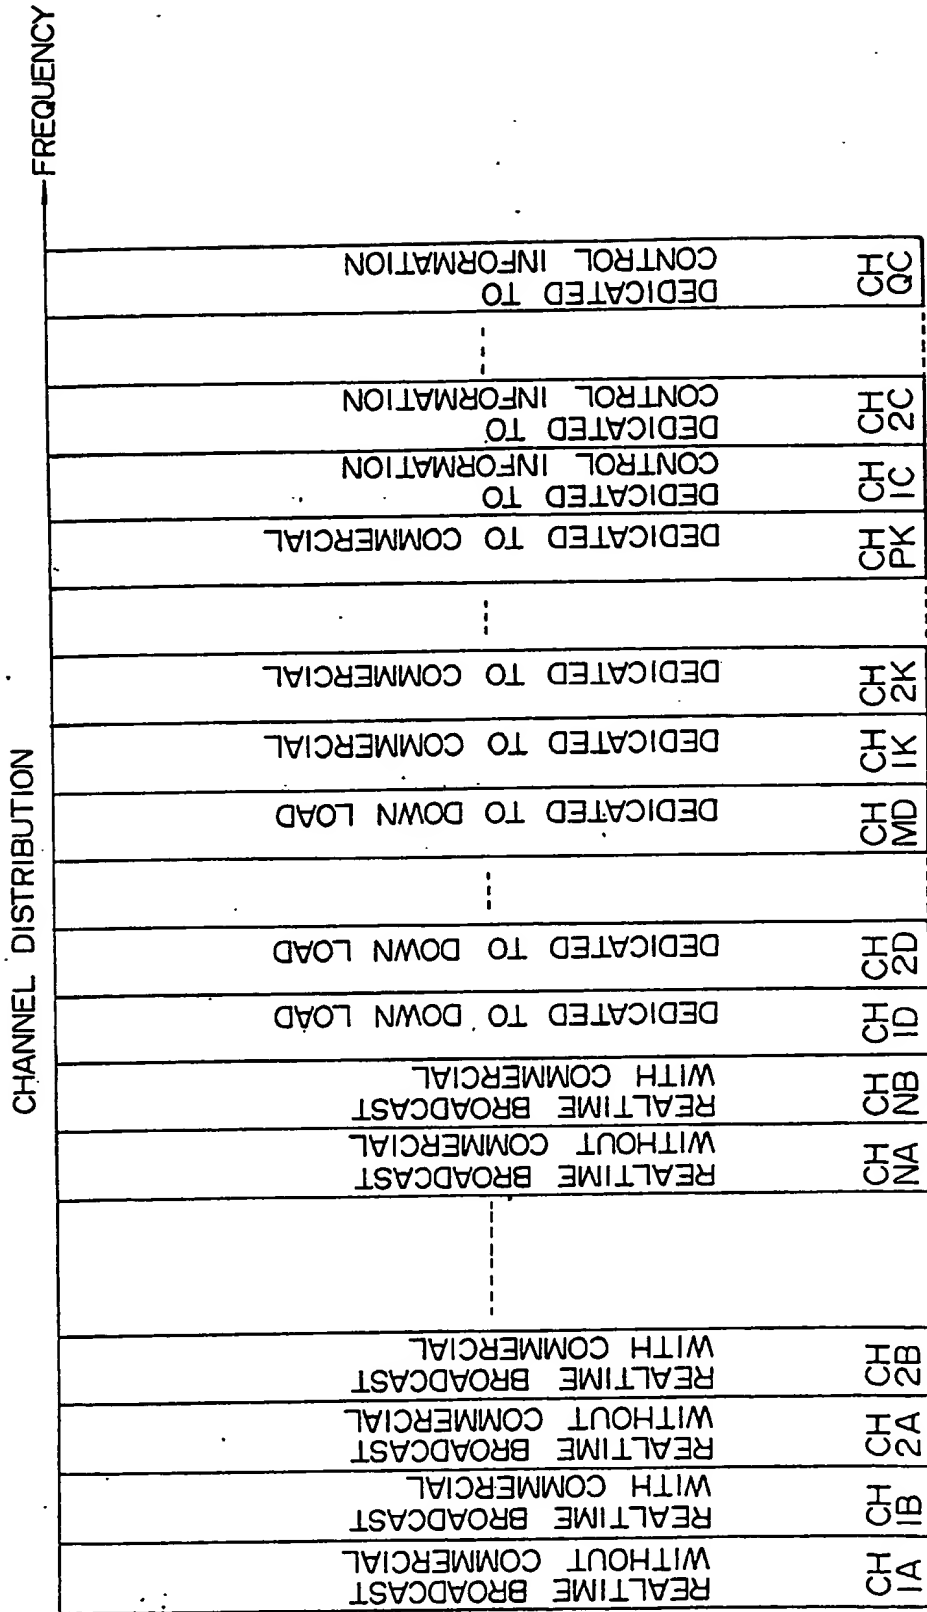 CHANNEL DISTRIBUTION
FREQUENCY
CH
1A
REALTIME BROADCAST
WITHOUT COMMERCIAL
CH
1B
REALTIME BROADCAST
WITH COMMERCIAL
CH
2A
REALTIME BROADCAST
WITHOUT COMMERCIAL
CH
2B
REALTIME BROADCAST
WITH COMMERCIAL
CH
NA
REALTIME BROADCAST
WITHOUT COMMERCIAL
CH
NB
REALTIME BROADCAST
WITH COMMERCIAL
CH
1D
DEDICATED TO DOWN LOAD
CH
2D
DEDICATED TO DOWN LOAD
CH
MD
DEDICATED TO DOWN LOAD
CH
1K
DEDICATED TO COMMERCIAL
CH
2K
DEDICATED TO COMMERCIAL
CH
PK
DEDICATED TO COMMERCIAL
CH
1C
DEDICATED TO
CONTROL INFORMATION
CH
2C
DEDICATED TO
CONTROL INFORMATION
CH
QC
DEDICATED TO
CONTROL INFORMATION